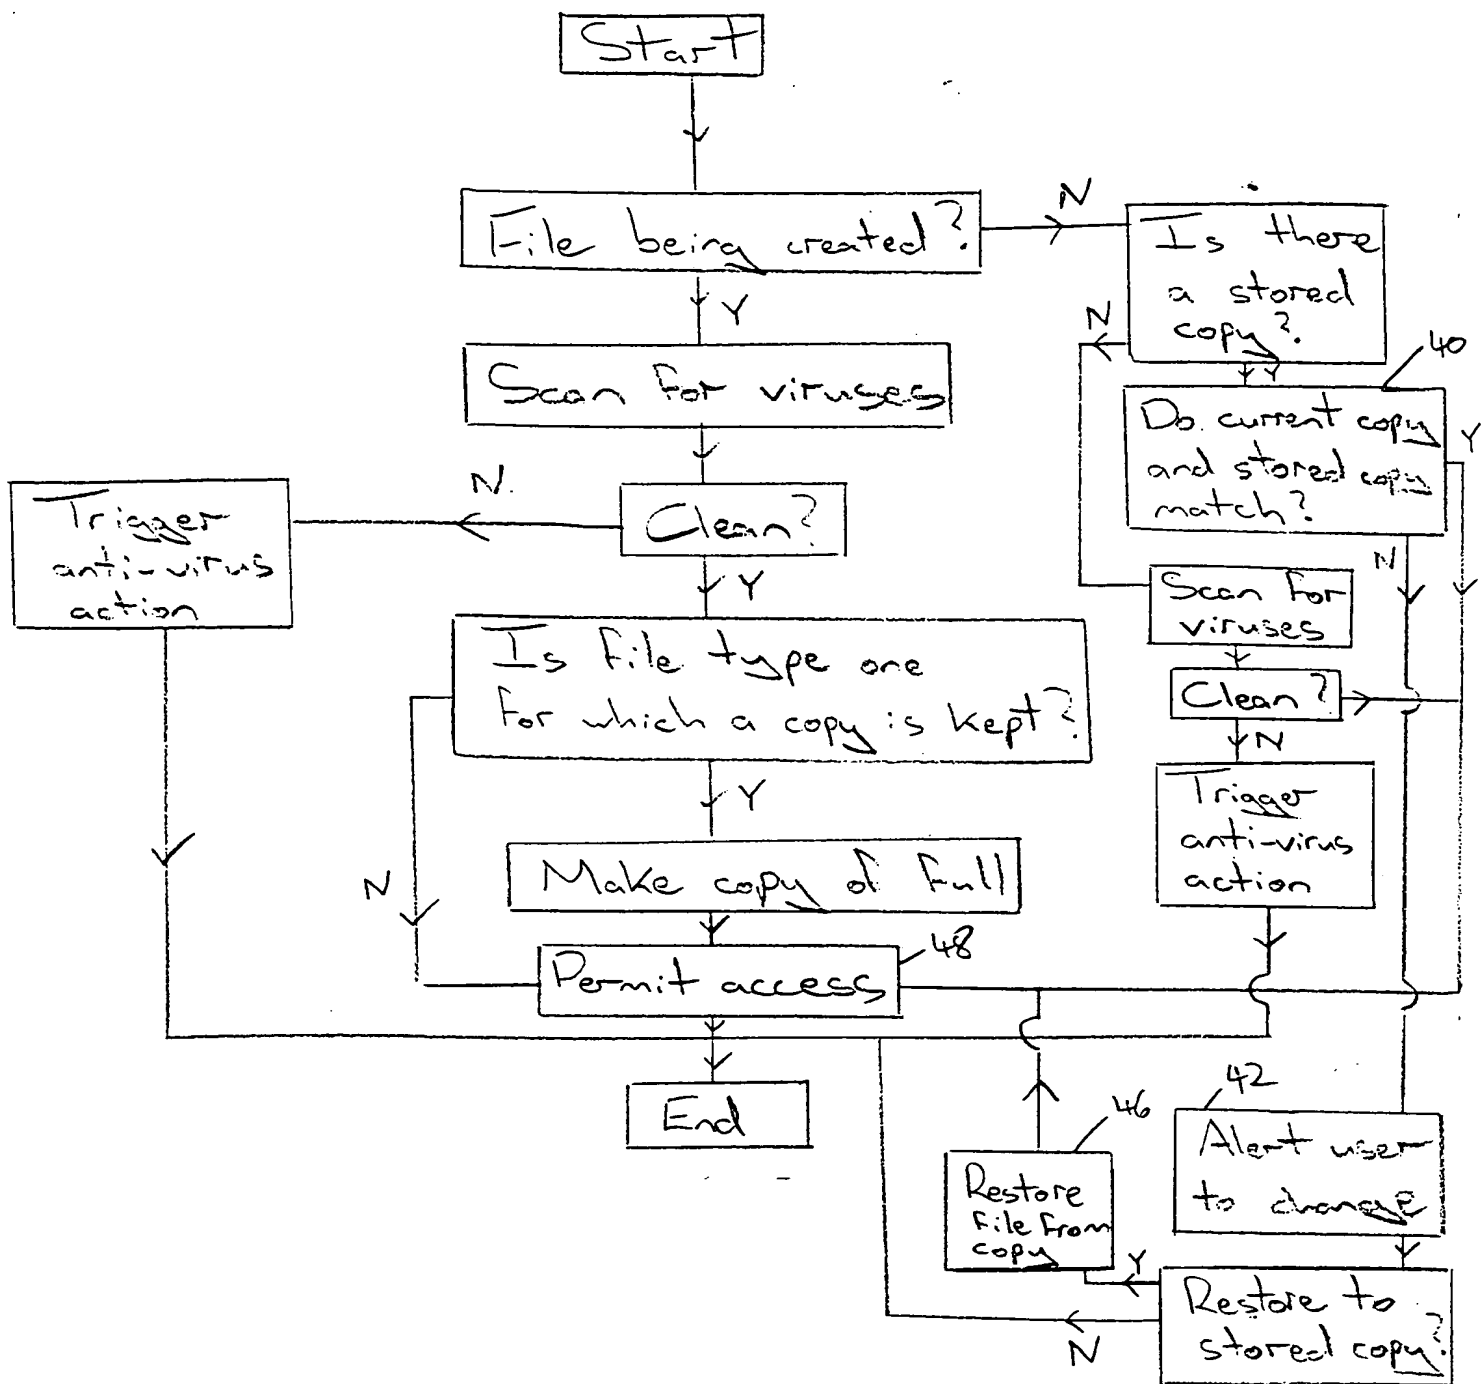 Start
File being created?
N
Y
Is there
a stored
copy?
N
Y
40
Scan for viruses
Do current copy
and stored copy
match?
Y
N
N.
Clean?
Y
Trigger
anti-virus
action
Scan for
viruses
Clean?
N
Is file type one
for which a copy is kept?
Y
N
Trigger
anti-virus
action
Make copy of full
48
Permit access
End
42
Alert user
to change
46
Restore
file from
copy
Y
N
Restore to
stored copy?